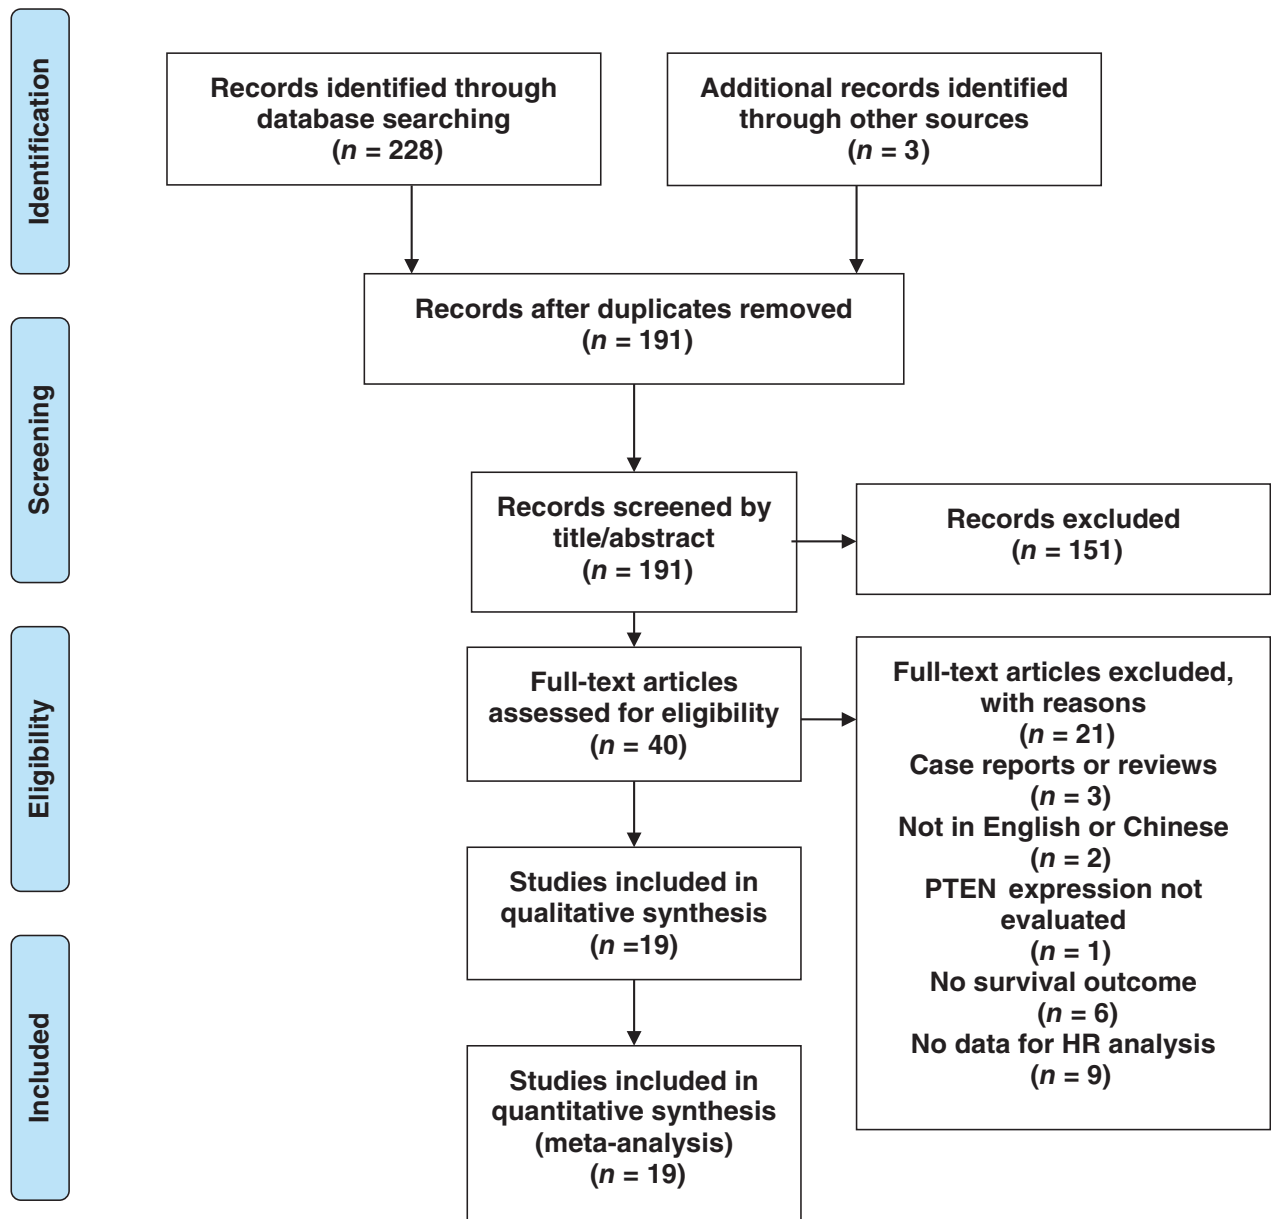 Identification
Records identified through
database searching
(n = 228)
Additional records identified
through other sources
(n = 3)
Records after duplicates removed
(n = 191)
Screening
Records screened by
title/abstract
(n = 191)
Records excluded
(n = 151)
Eligibility
Full-text articles
assessed for eligibility
(n = 40)
Full-text articles excluded,
with reasons
(n = 21)
Case reports or reviews
(n = 3)
Not in English or Chinese
(n = 2)
PTEN expression not
evaluated
(n = 1)
No survival outcome
(n = 6)
No data for HR analysis
(n = 9)
Studies included in
qualitative synthesis
(n =19)
Included
Studies included in
quantitative synthesis
(meta-analysis)
(n = 19)